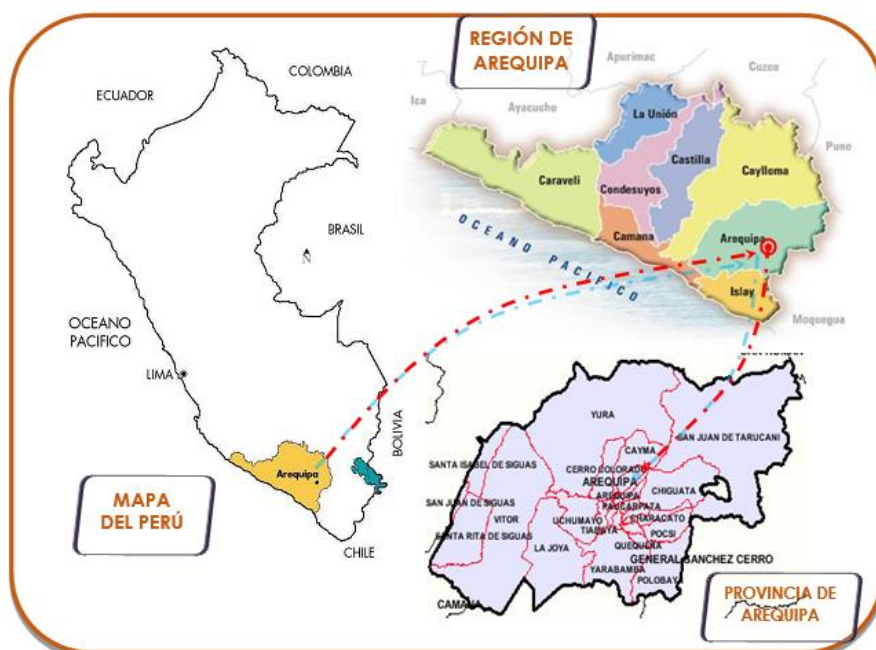 REGIÓN DE
AREQUIPA
COLOMBIA
ECUADOR
BRASIL
N
OCEANO
PACIFICO
LIMA
BOLIVIA
Arequipa
CHILE
MAPA
DEL PERÚ
Apurimac
Cuzco
Ica
Ayacucho
Puno
La Unión
Castilla
Caylloma
Caraveli
Condesuyos
Camana
Arequipa
OCEANO PACIFICO
Islay
Moquegua
YURA
SAN JUAN DE TARUCANI
CAYMA
SANTA ISABEL DE SIGUAS
CERRO COLORADO
AREQUIPA
CHIGUATA
AREQUIPA
SAN JUAN DE SIGUAS
PAUCARPATA
VITOR
UCHUMAYO
CHARACATO
TIABAYA
POCSI
SANTA RITA DE SIGUAS
LA JOYA
QUEQUEÑA
GENERAL SANCHEZ CERRO
YARABAMBA
POLOBAYA
CAMANA
PROVINCIA DE
AREQUIPA